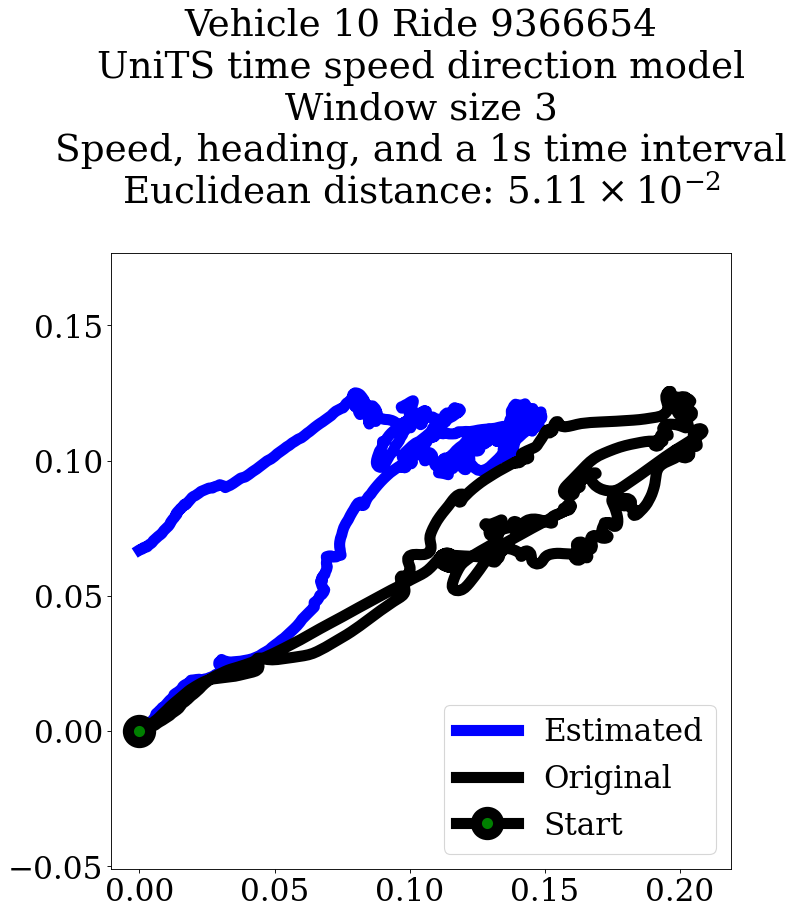 Vehicle 10 Ride 9366654
UniTS time speed direction model
Window size 3
Speed, heading, and a 1s time interval
Euclidean distance: 5.11 × 10⁻²
0.15
0.10
0.05
0.00
−0.05
0.00 0.05 0.10 0.15 0.20
Estimated
Original
Start